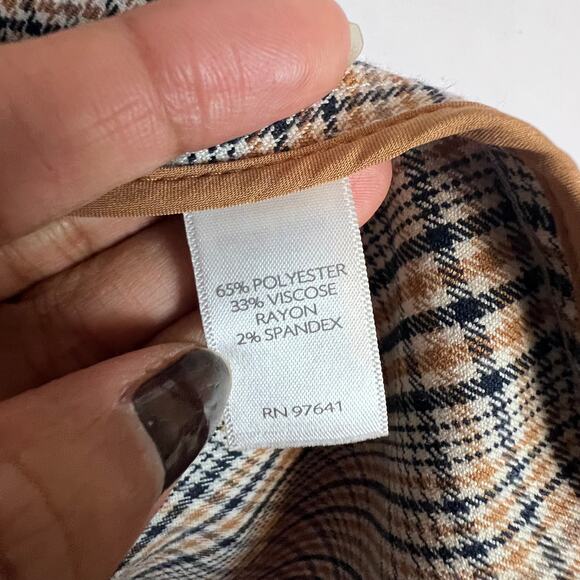 65% POLYESTER
33% VISCOSE
RAYON
2% SPANDEX
RN 97641